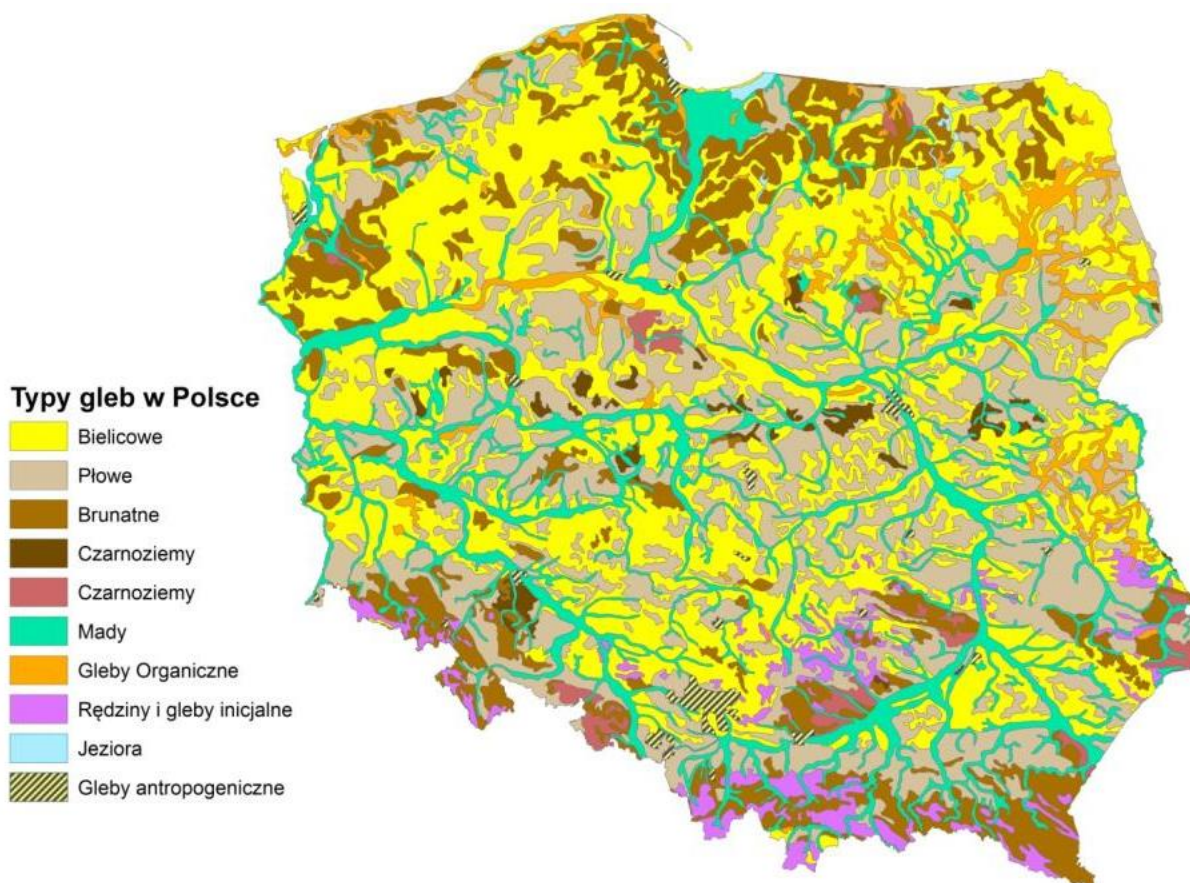 Typy gleb w Polsce
Bielicowe
Płowe
Brunatne
Czarnoziemy
Czarnoziemy
Mady
Gleby Organiczne
Rędziny i gleby inicjalne
Jeziora
Gleby antropogeniczne